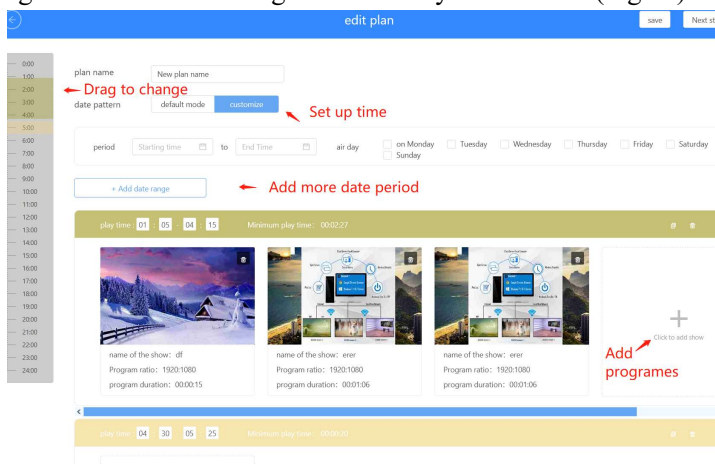 edit plan
save
Next st
0:00
1:00
2:00
3:00
4:00
5:00
6:00
7:00
8:00
9:00
10:00
11:00
12:00
13:00
14:00
15:00
16:00
17:00
18:00
19:00
20:00
21:00
22:00
23:00
24:00
plan name New plan name
Drag to change
date pattern default mode customize
Set up time
period Starting time to End Time air day on Monday Tuesday Wednesday Thursday Friday Saturday
Sunday
+ Add date range
Add more date period
play time 01 : 05 - 04 : 15 Minimum play time: 00:02:27
name of the show: df
Program ratio: 1920:1080
program duration: 00:00:15
name of the show: erer
Program ratio: 1920:1080
program duration: 00:01:06
name of the show: erer
Program ratio: 1920:1080
program duration: 00:01:06
Click to add show
Add
programes
play time 04 30 05 25 Minimum play time: 00:00:20